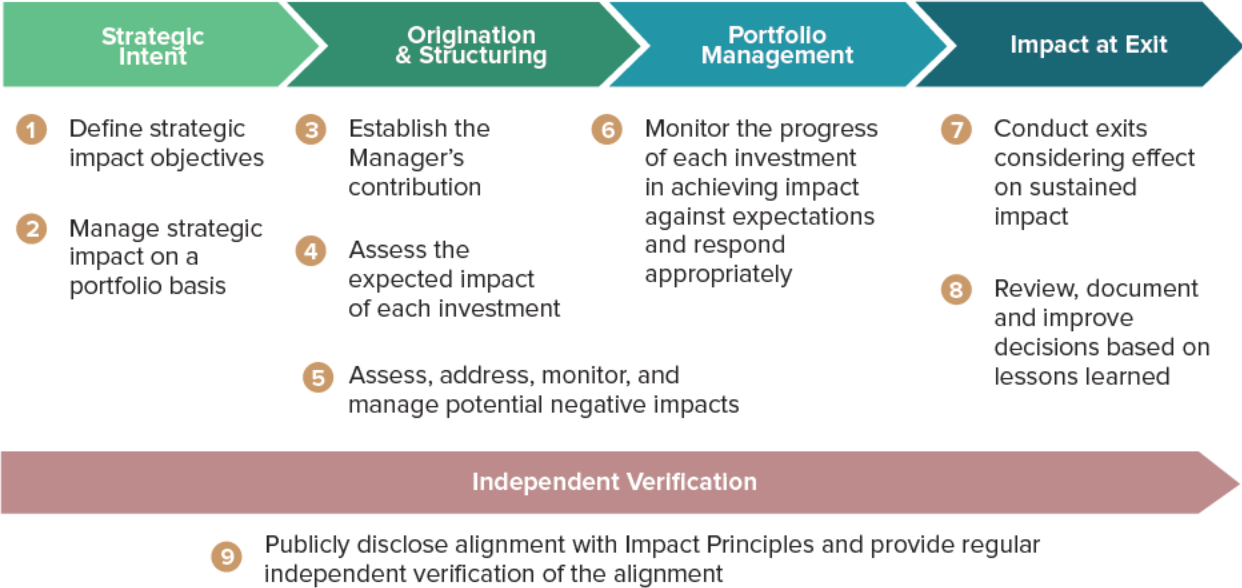 Strategic
Intent
Origination
& Structuring
Portfolio
Management
Impact at Exit
1 Define strategic
impact objectives
2 Manage strategic
impact on a
portfolio basis
3 Establish the
Manager’s
contribution
4 Assess the
expected impact
of each investment
5 Assess, address, monitor, and
manage potential negative impacts
6 Monitor the progress
of each investment
in achieving impact
against expectations
and respond
appropriately
7 Conduct exits
considering effect
on sustained
impact
8 Review, document
and improve
decisions based on
lessons learned
Independent Verification
9 Publicly disclose alignment with Impact Principles and provide regular
independent verification of the alignment